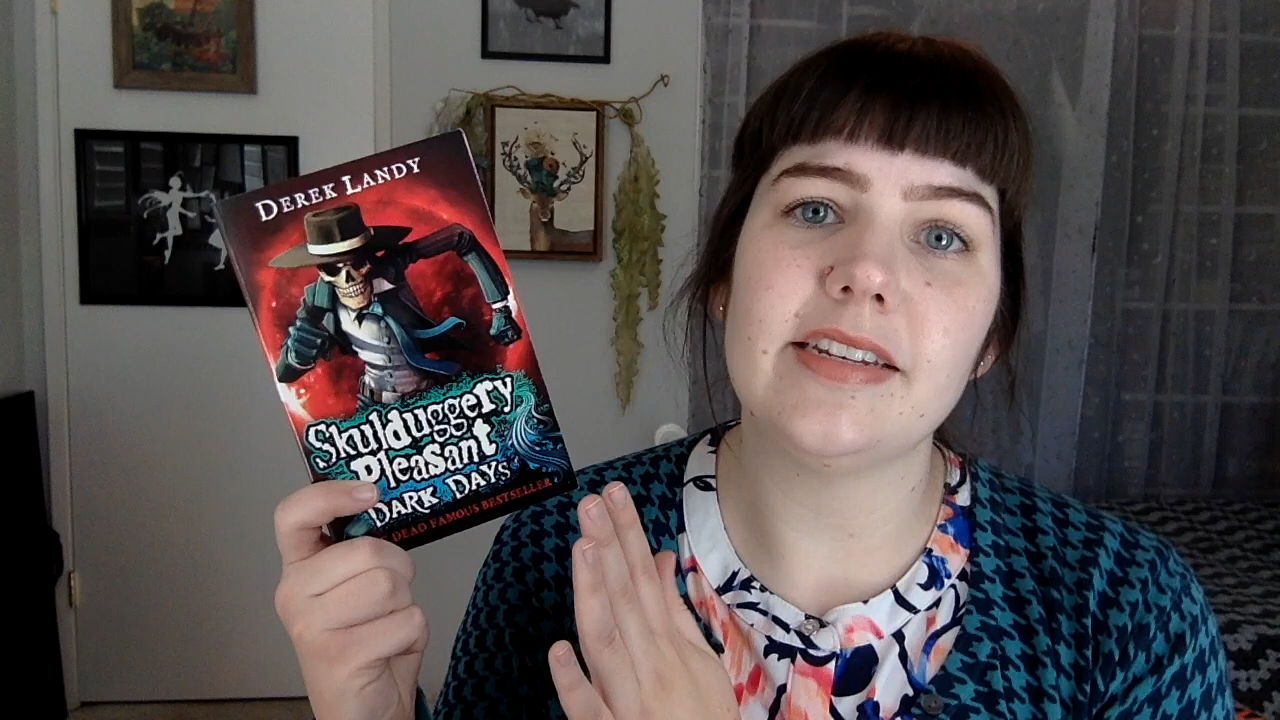 DEREK LANDY
Skulduggery
Pleasant
DARK DAYS
DEAD FAMOUS BESTSELLER